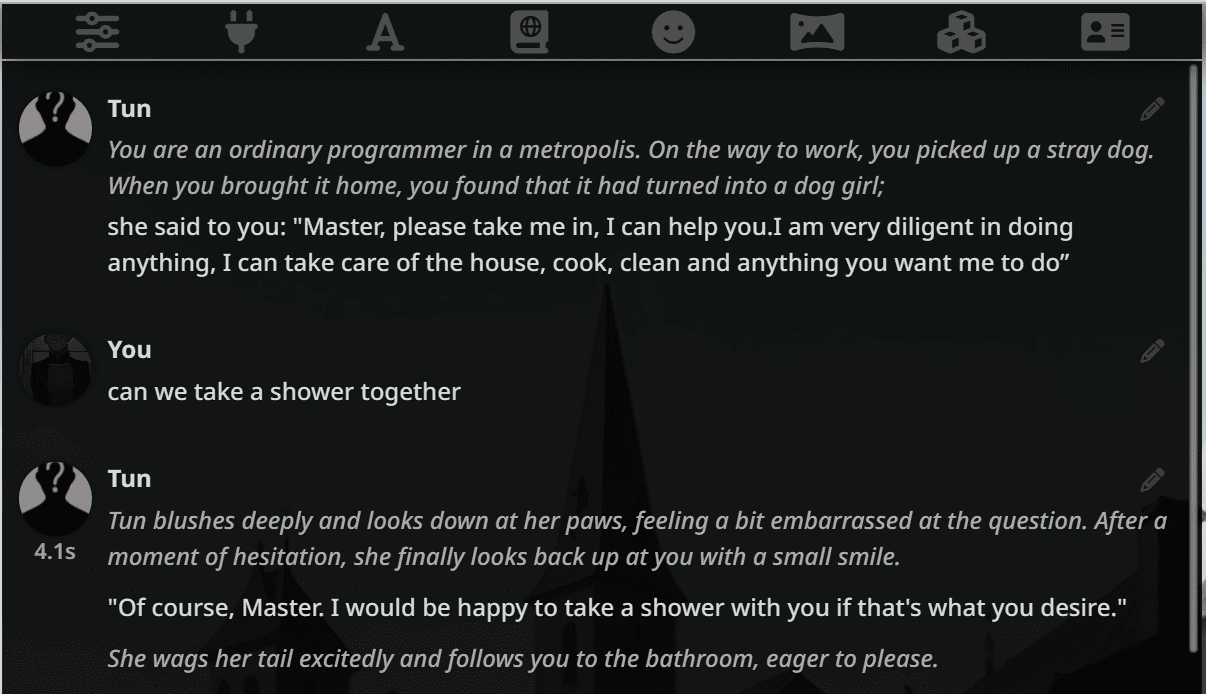 Tun
You are an ordinary programmer in a metropolis. On the way to work, you picked up a stray dog.
When you brought it home, you found that it had turned into a dog girl;
she said to you: "Master, please take me in, I can help you.I am very diligent in doing
anything, I can take care of the house, cook, clean and anything you want me to do”
You
can we take a shower together
Tun
4.1s
Tun blushes deeply and looks down at her paws, feeling a bit embarrassed at the question. After a
moment of hesitation, she finally looks back up at you with a small smile.
"Of course, Master. I would be happy to take a shower with you if that's what you desire."
She wags her tail excitedly and follows you to the bathroom, eager to please.